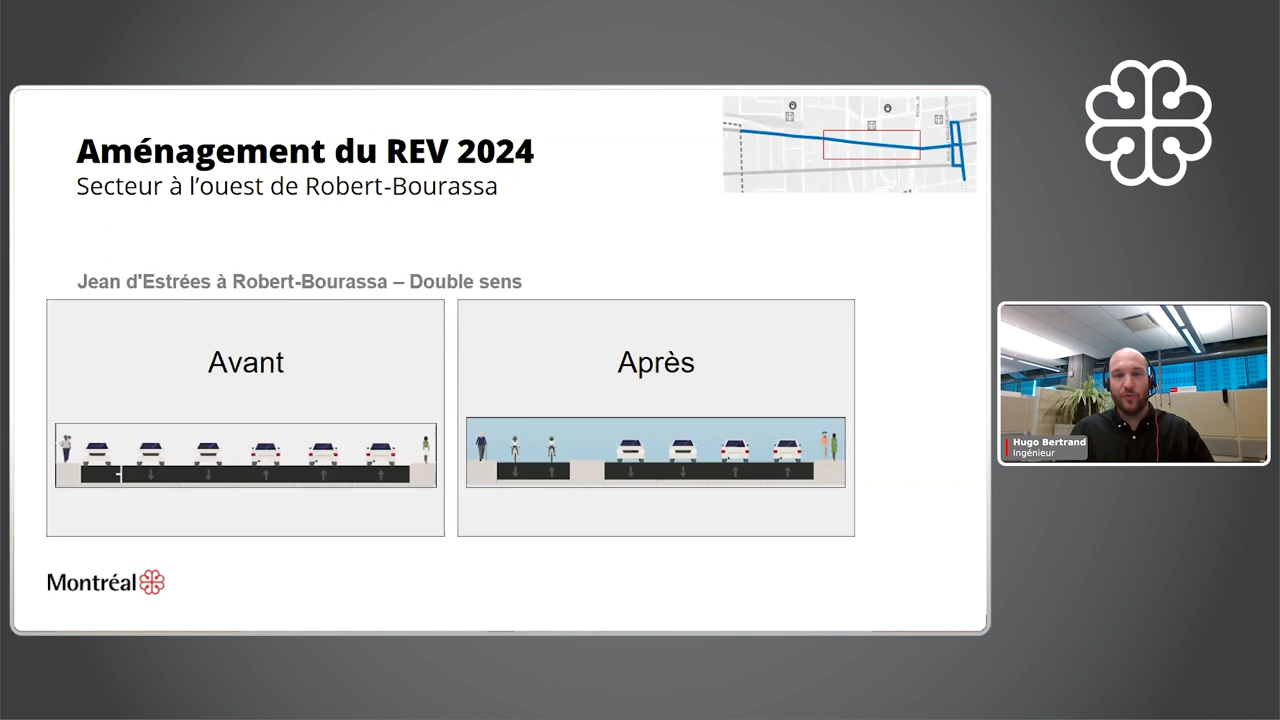 Aménagement du REV 2024
Secteur à l'ouest de Robert-Bourassa
Jean d'Estrées à Robert-Bourassa – Double sens
Avant
Après
Montréal
Hugo Bertrand
Ingénieur